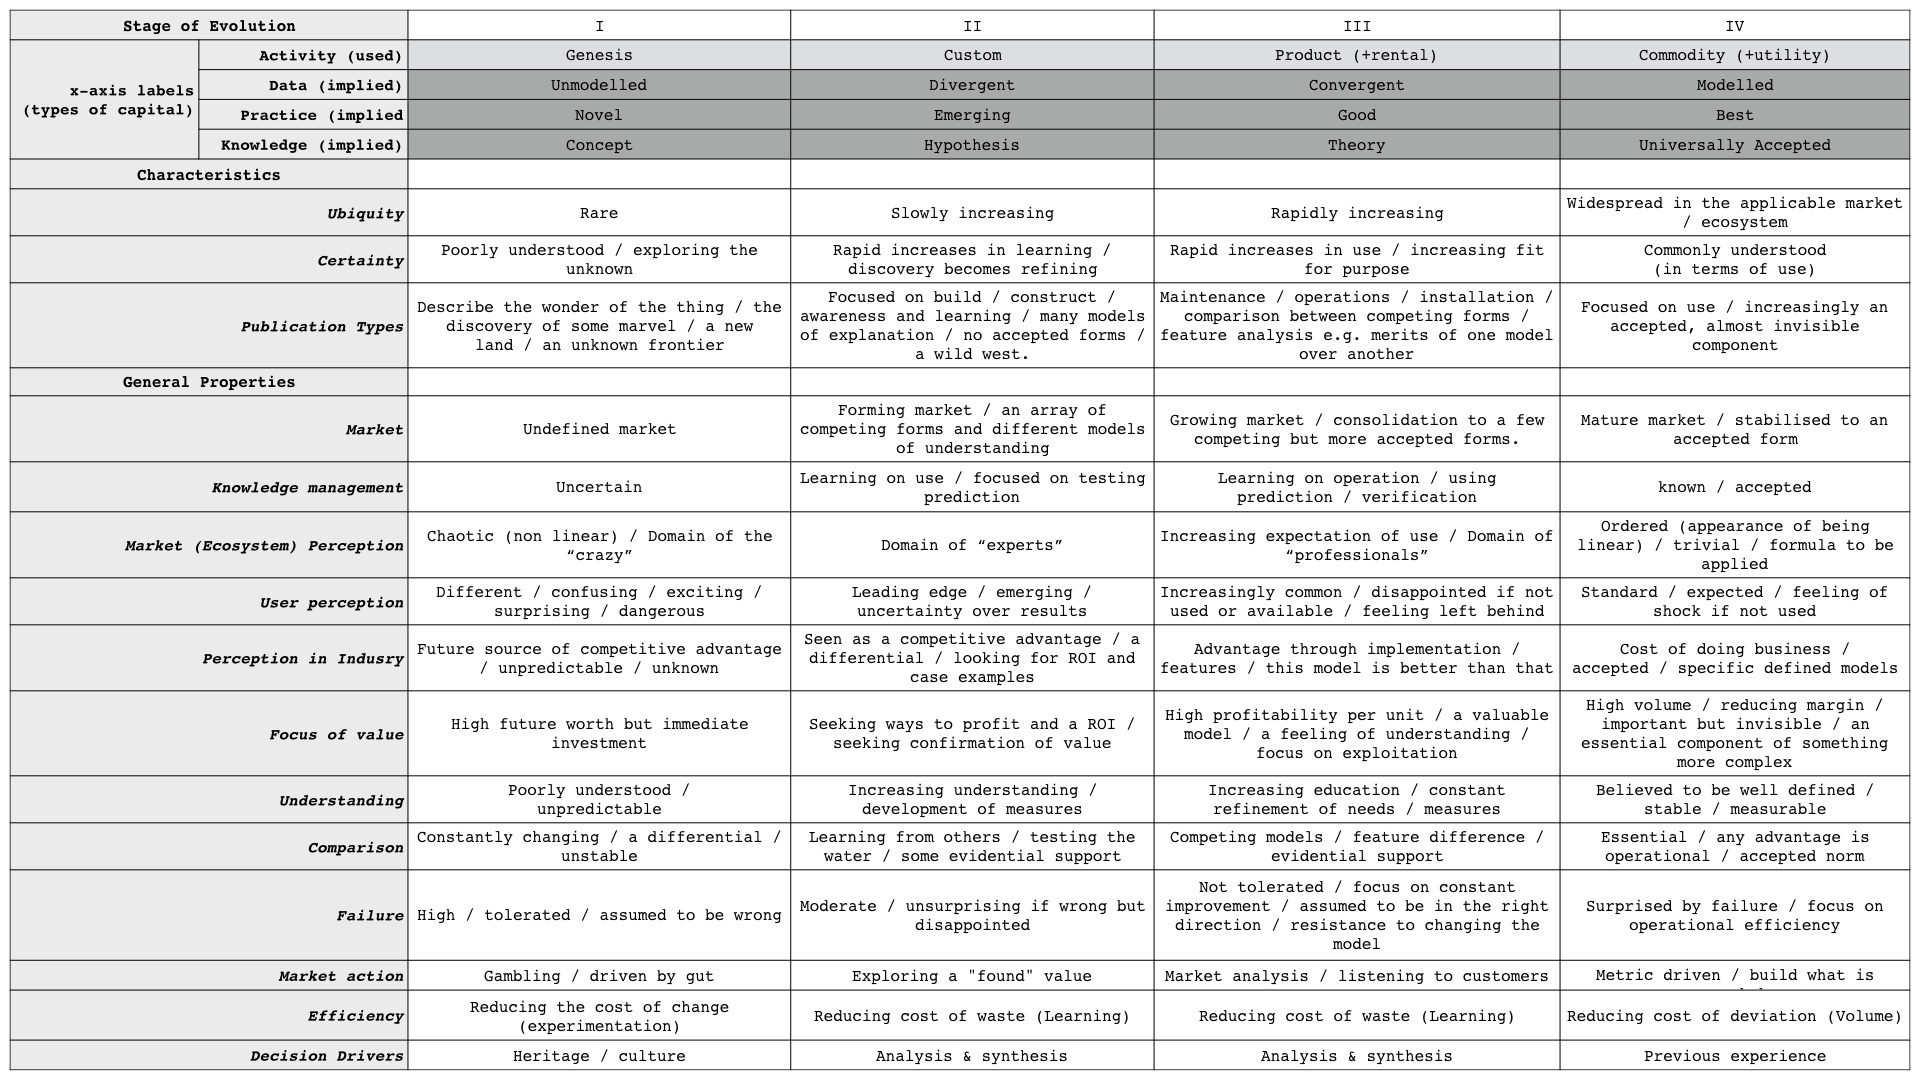 Stage of Evolution
I
II
III
IV
x-axis labels
(types of capital)
Activity (used)
Genesis
Custom
Product (+rental)
Commodity (+utility)
Data (implied)
Unmodelled
Divergent
Convergent
Modelled
Practice (implied
Novel
Emerging
Good
Best
Knowledge (implied)
Concept
Hypothesis
Theory
Universally Accepted
Characteristics
Ubiquity
Rare
Slowly increasing
Rapidly increasing
Widespread in the applicable market
/ ecosystem
Certainty
Poorly understood / exploring the
unknown
Rapid increases in learning /
discovery becomes refining
Rapid increases in use / increasing fit
for purpose
Commonly understood
(in terms of use)
Publication Types
Describe the wonder of the thing / the
discovery of some marvel / a new
land / an unknown frontier
Focused on build / construct /
awareness and learning / many models
of explanation / no accepted forms /
a wild west.
Maintenance / operations / installation /
comparison between competing forms /
feature analysis e.g. merits of one model
over another
Focused on use / increasingly an
accepted, almost invisible
component
General Properties
Market
Undefined market
Forming market / an array of
competing forms and different models
of understanding
Growing market / consolidation to a few
competing but more accepted forms.
Mature market / stabilised to an
accepted form
Knowledge management
Uncertain
Learning on use / focused on testing
prediction
Learning on operation / using
prediction / verification
known / accepted
Market (Ecosystem) Perception
Chaotic (non linear) / Domain of the
“crazy”
Domain of “experts”
Increasing expectation of use / Domain of
“professionals”
Ordered (appearance of being
linear) / trivial / formula to be
applied
User perception
Different / confusing / exciting /
surprising / dangerous
Leading edge / emerging /
uncertainty over results
Increasingly common / disappointed if not
used or available / feeling left behind
Standard / expected / feeling of
shock if not used
Perception in Indusry
Future source of competitive advantage
/ unpredictable / unknown
Seen as a competitive advantage / a
differential / looking for ROI and
case examples
Advantage through implementation /
features / this model is better than that
Cost of doing business /
accepted / specific defined models
Focus of value
High future worth but immediate
investment
Seeking ways to profit and a ROI /
seeking confirmation of value
High profitability per unit / a valuable
model / a feeling of understanding /
focus on exploitation
High volume / reducing margin /
important but invisible / an
essential component of something
more complex
Understanding
Poorly understood /
unpredictable
Increasing understanding /
development of measures
Increasing education / constant
refinement of needs / measures
Believed to be well defined /
stable / measurable
Comparison
Constantly changing / a differential /
unstable
Learning from others / testing the
water / some evidential support
Competing models / feature difference /
evidential support
Essential / any advantage is
operational / accepted norm
Failure
High / tolerated / assumed to be wrong
Moderate / unsurprising if wrong but
disappointed
Not tolerated / focus on constant
improvement / assumed to be in the right
direction / resistance to changing the
model
Surprised by failure / focus on
operational efficiency
Market action
Gambling / driven by gut
Exploring a "found" value
Market analysis / listening to customers
Metric driven / build what is
Efficiency
Reducing the cost of change
(experimentation)
Reducing cost of waste (Learning)
Reducing cost of waste (Learning)
Reducing cost of deviation (Volume)
Decision Drivers
Heritage / culture
Analysis & synthesis
Analysis & synthesis
Previous experience